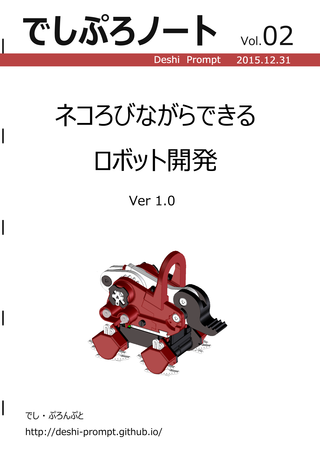 でしぷろノート Vol.02
Deshi Prompt 2015.12.31
ネコろびながらできる
ロボット開発
Ver 1.0
でし・ぷろんぷと
http://deshi-prompt.github.io/